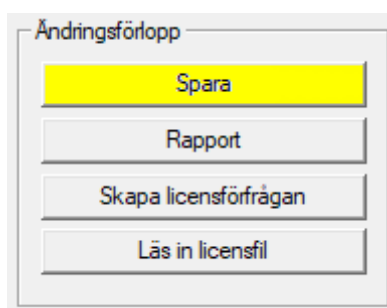 Ändringsförlopp
Spara
Rapport
Skapa licensförfrågan
Läs in licensfil